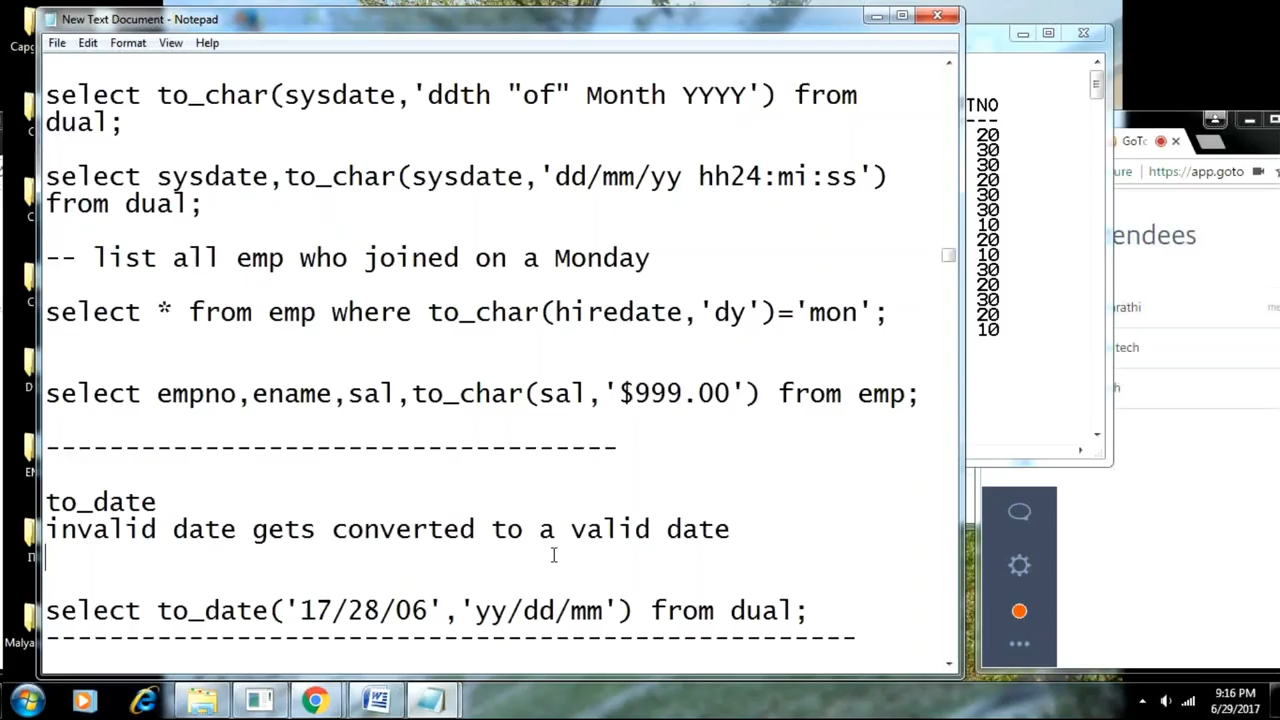 New Text Document - Notepad
File Edit Format View Help
select to_char(sysdate,'ddth "of" Month YYYY') from
dual;
select sysdate,to_char(sysdate,'dd/mm/yy hh24:mi:ss')
from dual;
-- list all emp who joined on a Monday
select * from emp where to_char(hiredate,'dy')='mon';
select empno,ename,sal,to_char(sal,'$999.00') from emp;
------------------------------------
to_date
invalid date gets converted to a valid date
select to_date('17/28/06','yy/dd/mm') from dual;
---------------------------------------------------
TNO
---
20
30
30
20
30
30
10
20
10
30
20
30
20
10
GoTo
ure https://app.goto
endees
arathi
tech
h
Capg
Malya
9:16 PM
6/29/2017